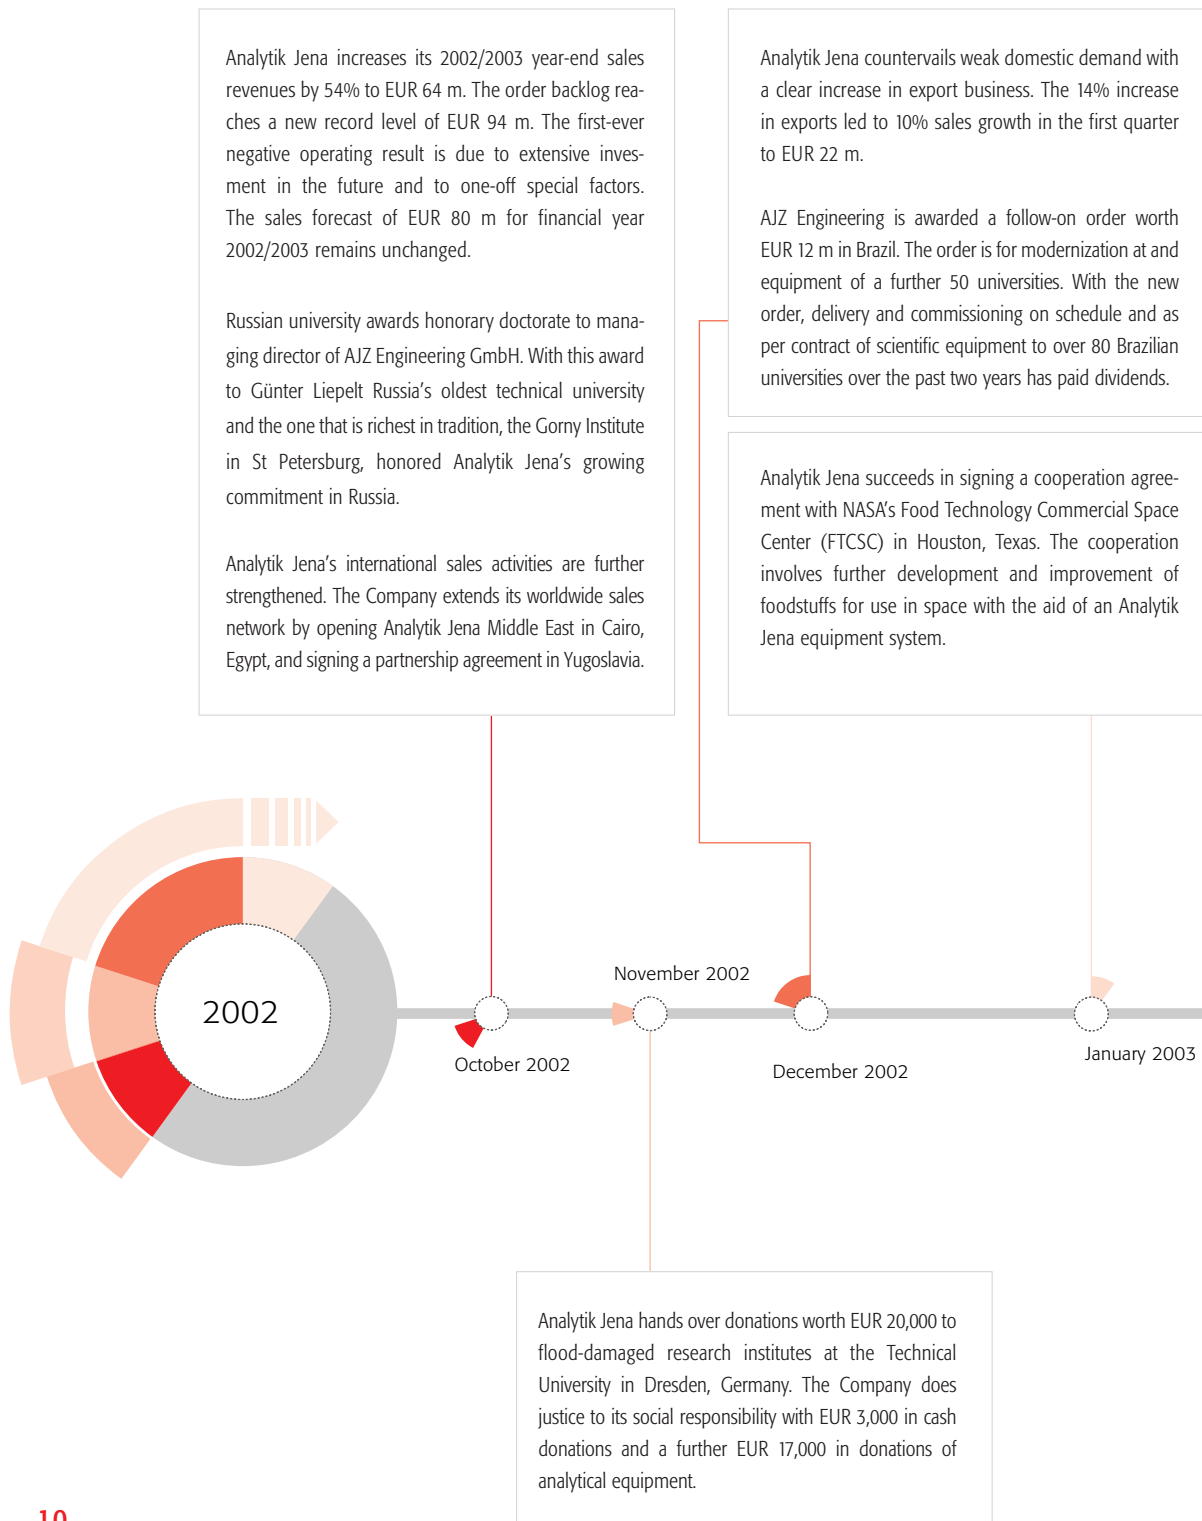 Analytik Jena increases its 2002/2003 year-end sales
revenues by 54% to EUR 64 m. The order backlog rea-
ches a new record level of EUR 94 m. The first-ever
negative operating result is due to extensive inves-
ment in the future and to one-off special factors.
The sales forecast of EUR 80 m for financial year
2002/2003 remains unchanged.
Russian university awards honorary doctorate to mana-
ging director of AJZ Engineering GmbH. With this award
to Günter Liepelt Russia's oldest technical university
and the one that is richest in tradition, the Gorny Institute
in St Petersburg, honored Analytik Jena's growing
commitment in Russia.
Analytik Jena's international sales activities are further
strengthened. The Company extends its worldwide sales
network by opening Analytik Jena Middle East in Cairo,
Egypt, and signing a partnership agreement in Yugoslavia.
Analytik Jena countervails weak domestic demand with
a clear increase in export business. The 14% increase
in exports led to 10% sales growth in the first quarter
to EUR 22 m.
AJZ Engineering is awarded a follow-on order worth
EUR 12 m in Brazil. The order is for modernization at and
equipment of a further 50 universities. With the new
order, delivery and commissioning on schedule and as
per contract of scientific equipment to over 80 Brazilian
universities over the past two years has paid dividends.
Analytik Jena succeeds in signing a cooperation agree-
ment with NASA's Food Technology Commercial Space
Center (FTCSC) in Houston, Texas. The cooperation
involves further development and improvement of
foodstuffs for use in space with the aid of an Analytik
Jena equipment system.
2002
October 2002
November 2002
December 2002
January 2003
Analytik Jena hands over donations worth EUR 20,000 to
flood-damaged research institutes at the Technical
University in Dresden, Germany. The Company does
justice to its social responsibility with EUR 3,000 in cash
donations and a further EUR 17,000 in donations of
analytical equipment.
10